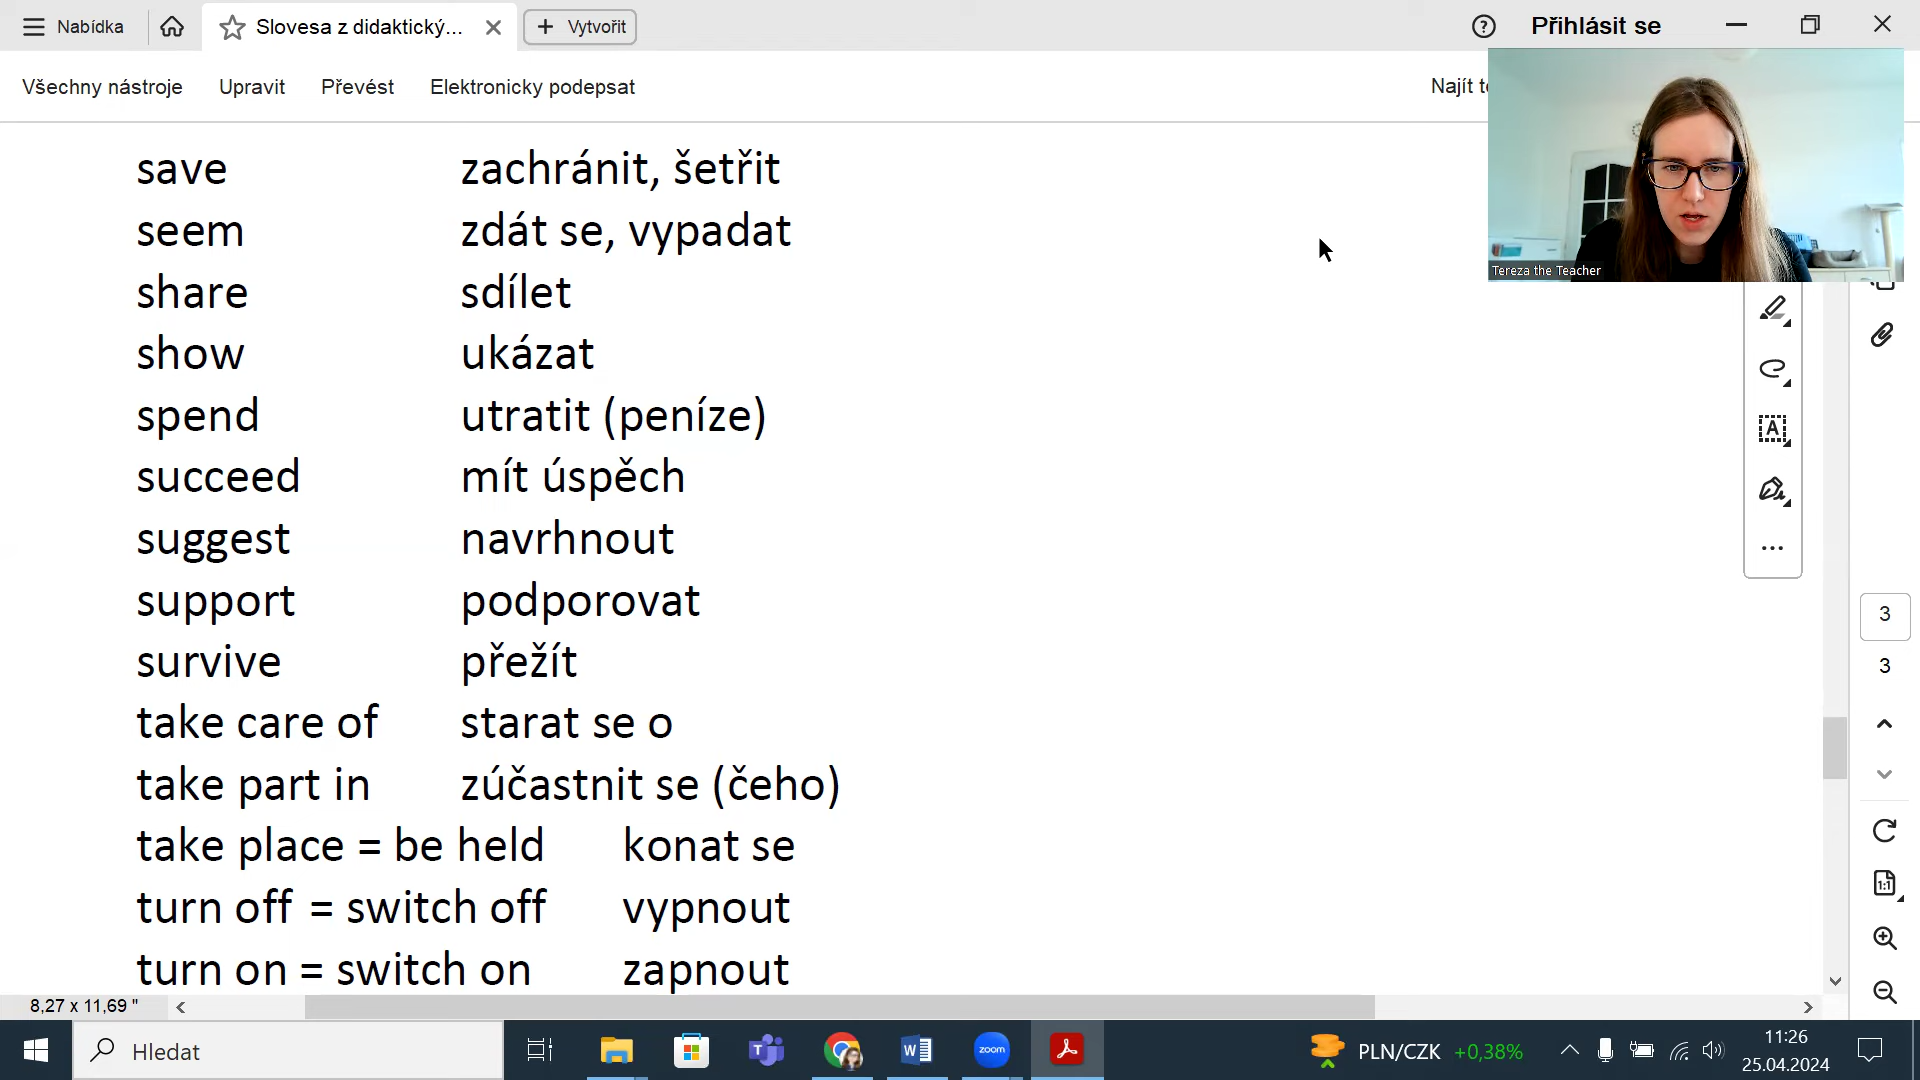 Nabídka
Slovesa z didaktický...
Vytvořit
Přihlásit se
Všechny nástroje
Upravit
Převést
Elektronicky podepsat
Najít te
save zachránit, šetřit
seem zdát se, vypadat
share sdílet
show ukázat
spend utratit (peníze)
succeed mít úspěch
suggest navrhnout
support podporovat
survive přežít
take care of starat se o
take part in zúčastnit se (čeho)
take place = be held konat se
turn off = switch off vypnout
turn on = switch on zapnout
Tereza the Teacher
A
3
3
1:1
8,27 x 11,69 "
Hledat
zoom
PLN/CZK +0,38%
11:26
25.04.2024